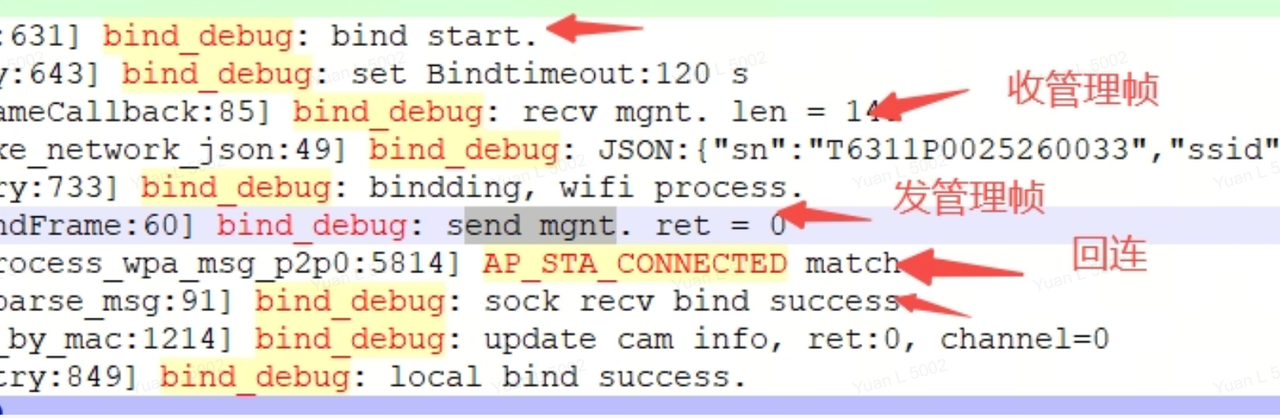 :631] bind_debug: bind start.
y:643] bind_debug: set Bindtimeout:120 s
ameCallback:85] bind_debug: recv mgnt. len = 14
收管理帧
ke_network_json:49] bind_debug: JSON:{"sn":"T6311P0025260033","ssid"
ry:733] bind_debug: bindding, wifi process.
发管理帧
ndFrame:60] bind_debug: send mgnt. ret = 0
回连
rocess_wpa_msg_p2p0:5814] AP_STA_CONNECTED match
parse_msg:91] bind_debug: sock recv bind success
_by_mac:1214] bind_debug: update cam info, ret:0, channel=0
try:849] bind_debug: local bind success.
Yuan L 5002